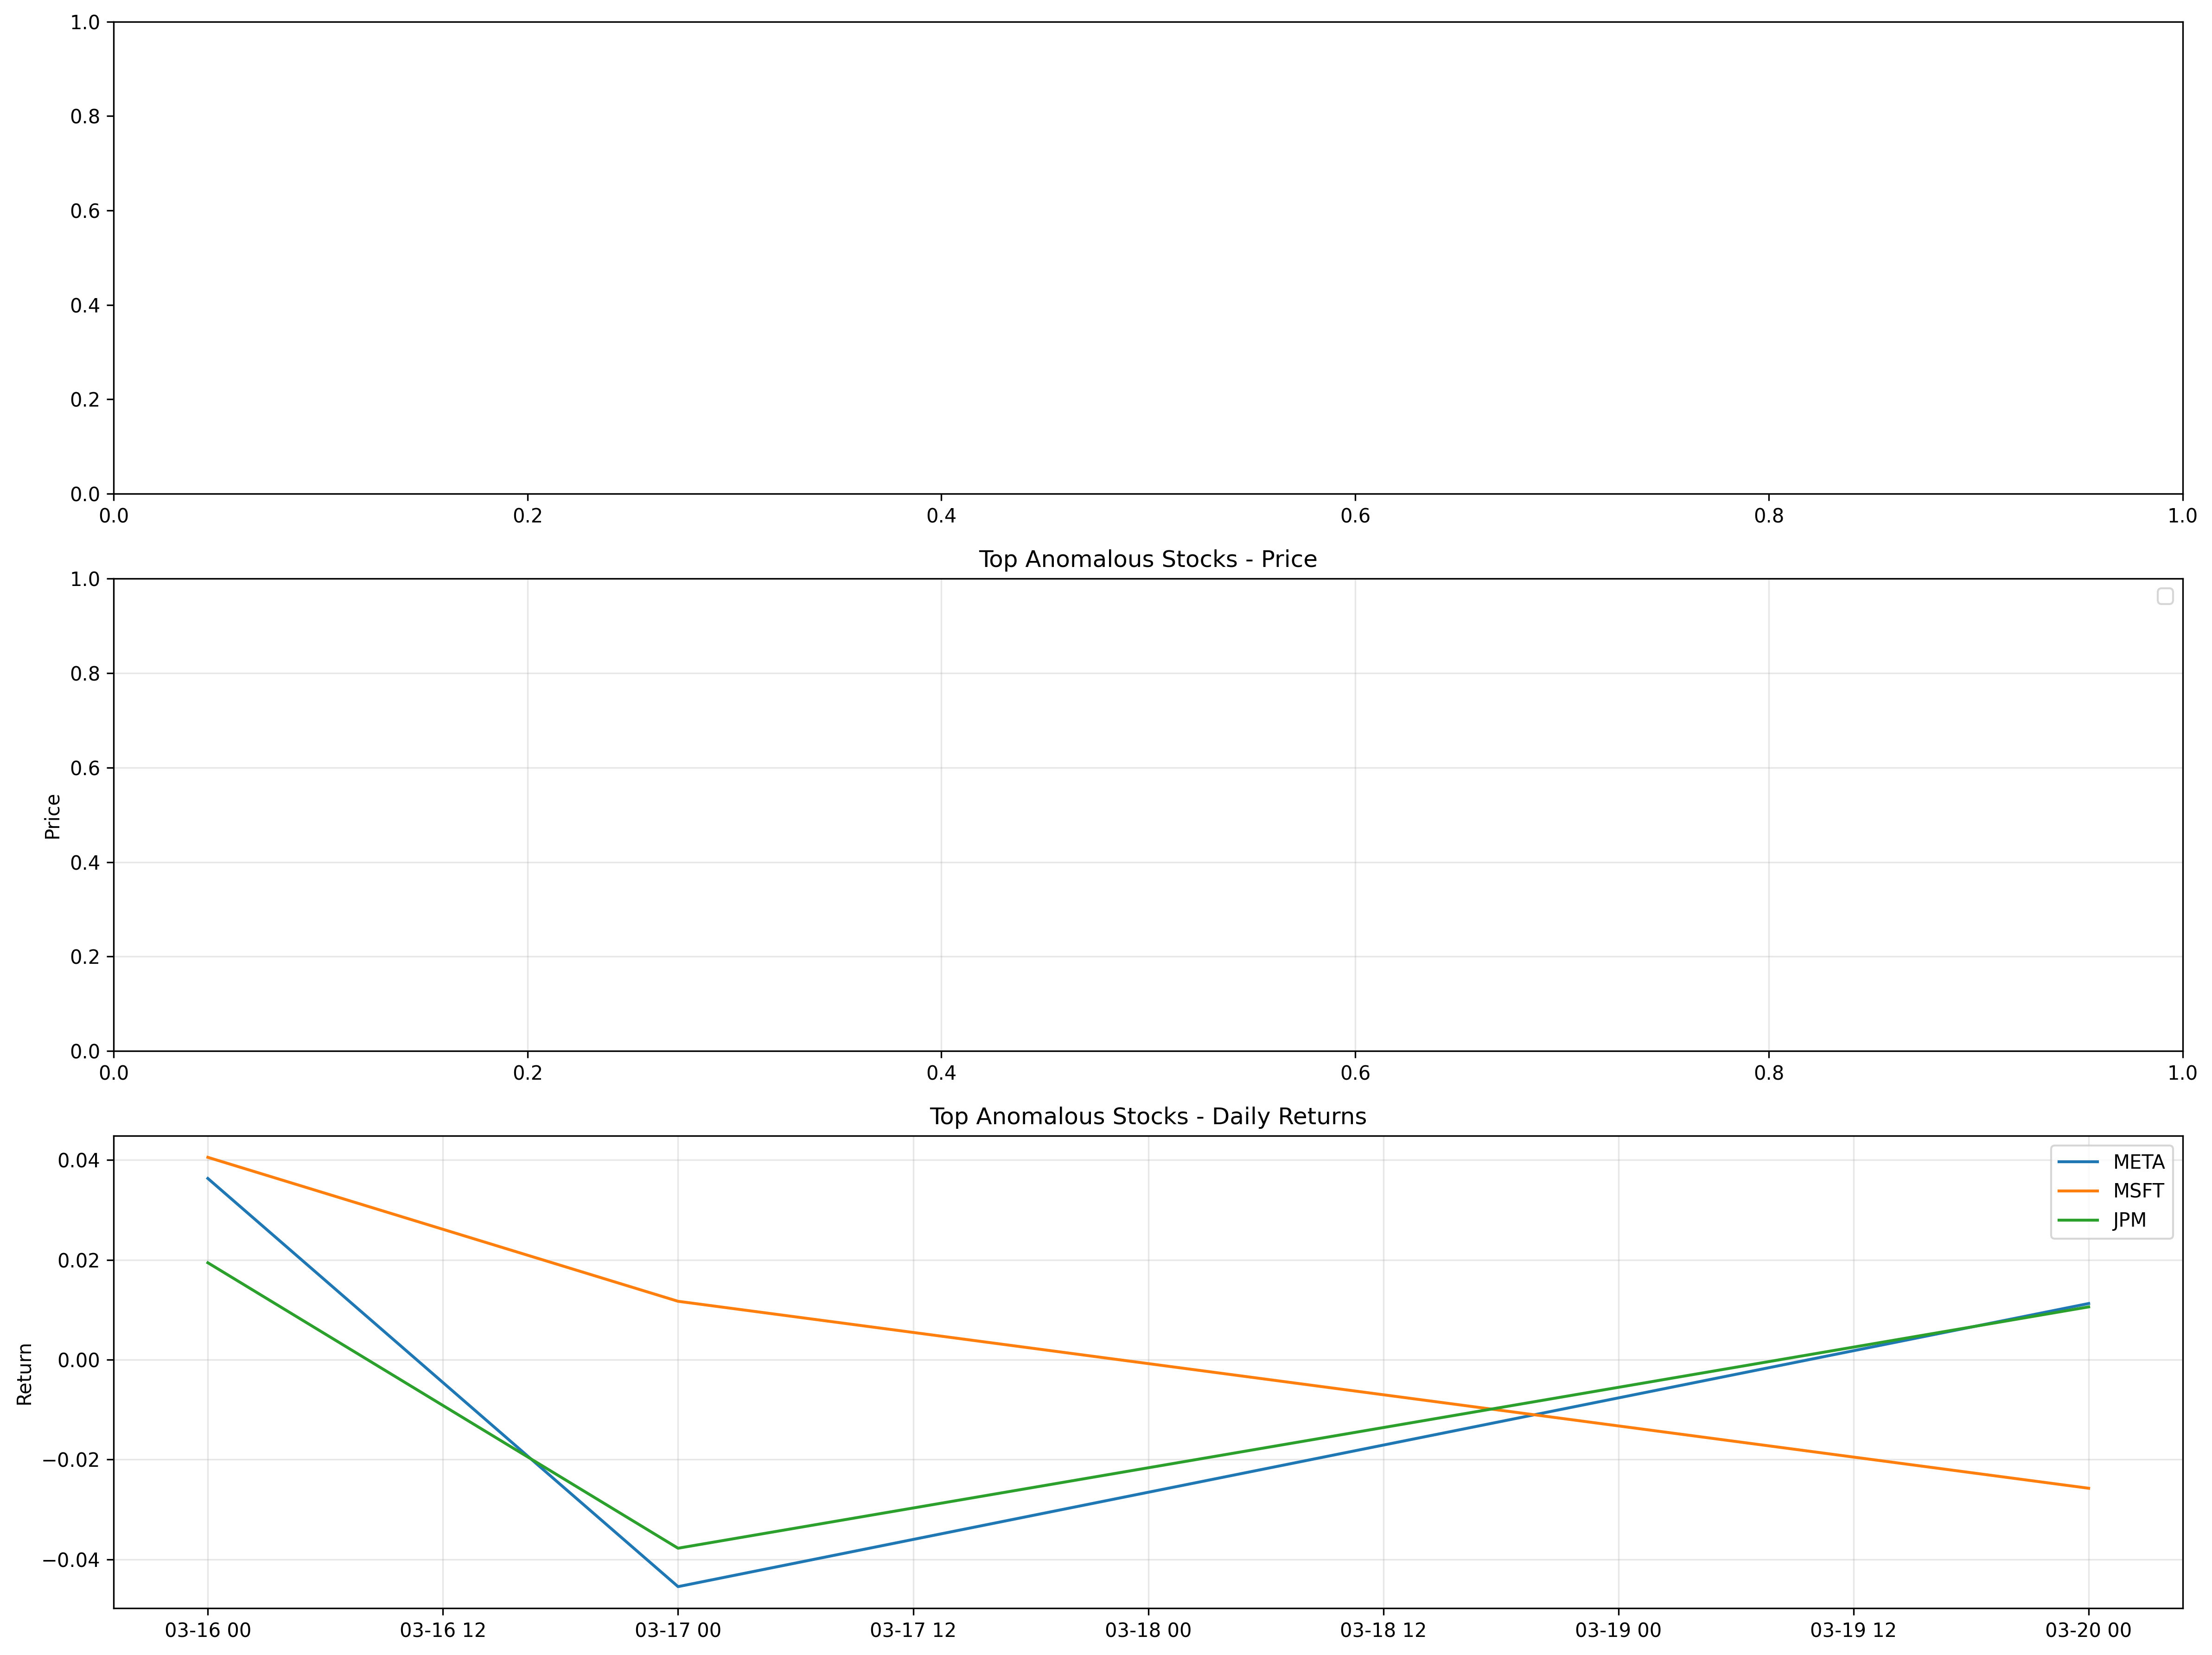 1.0
0.8
0.6
0.4
0.2
0.0
0.0 0.2 0.4 0.6 0.8 1.0
Top Anomalous Stocks - Price
Price
1.0
0.8
0.6
0.4
0.2
0.0
0.0 0.2 0.4 0.6 0.8 1.0
Top Anomalous Stocks - Daily Returns
Return
0.04
0.02
0.00
−0.02
−0.04
META
MSFT
JPM
03-16 00 03-16 12 03-17 00 03-17 12 03-18 00 03-18 12 03-19 00 03-19 12 03-20 00